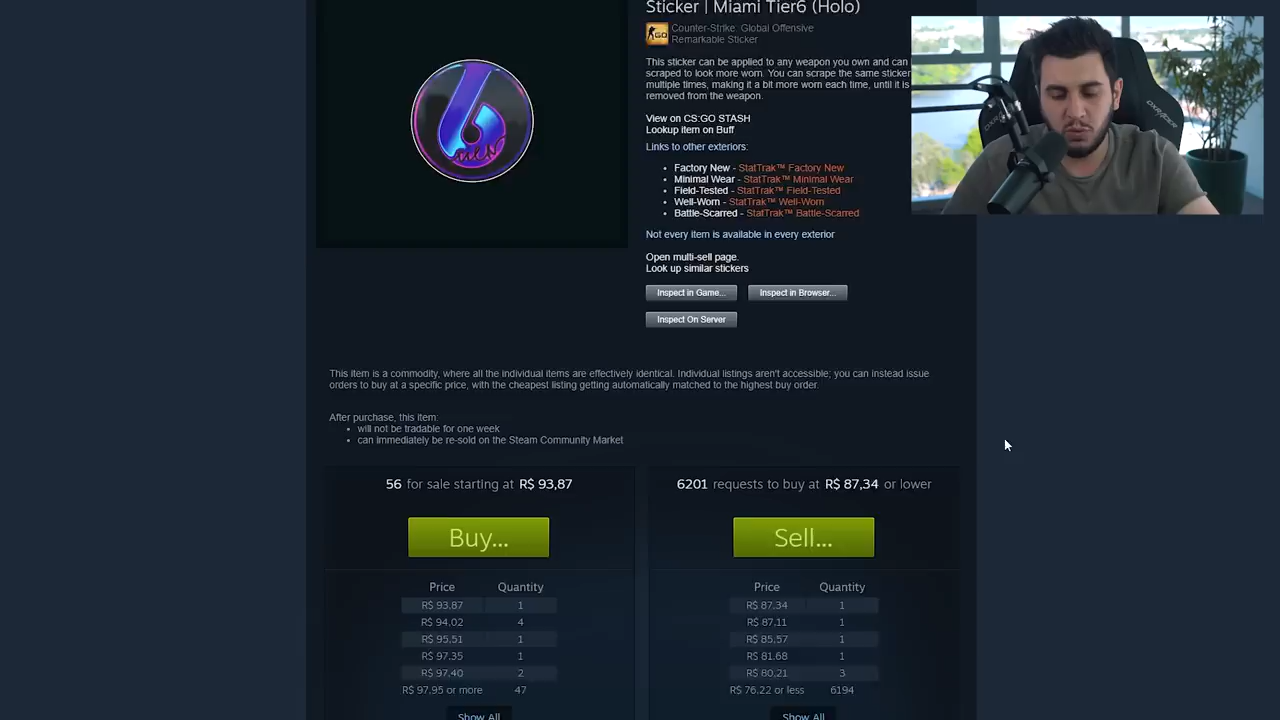 Sticker | Miami Tier6 (Holo)
Counter-Strike: Global Offensive
Remarkable Sticker
This sticker can be applied to any weapon you own and can
scraped to look more worn. You can scrape the same sticker
multiple times, making it a bit more worn each time, until it is
removed from the weapon.
View on CS:GO STASH
Lookup item on Buff
Links to other exteriors:
Factory New - StatTrak™ Factory New
Minimal Wear - StatTrak™ Minimal Wear
Field-Tested - StatTrak™ Field-Tested
Well-Worn - StatTrak™ Well-Worn
Battle-Scarred - StatTrak™ Battle-Scarred
Not every item is available in every exterior
Open multi-sell page.
Look up similar stickers
Inspect in Game... Inspect in Browser...
Inspect On Server
This item is a commodity, where all the individual items are effectively identical. Individual listings aren't accessible; you can instead issue
orders to buy at a specific price, with the cheapest listing getting automatically matched to the highest buy order.
After purchase, this item:
will not be tradable for one week
can immediately be re-sold on the Steam Community Market
56 for sale starting at R$ 93,87
Buy...
Price Quantity
R$ 93,87 1
R$ 94,02 4
R$ 95,51 1
R$ 97,35 1
R$ 97,40 2
R$ 97,95 or more 47
Show All
6201 requests to buy at R$ 87,34 or lower
Sell...
Price Quantity
R$ 87,34 1
R$ 87,11 1
R$ 85,57 1
R$ 81,68 1
R$ 80,21 3
R$ 76,22 or less 6194
Show All